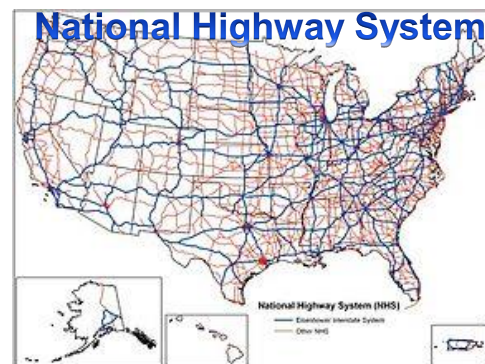 National Highway System
National Highway System (NHS)
Eisenhower Interstate System
Other NHS